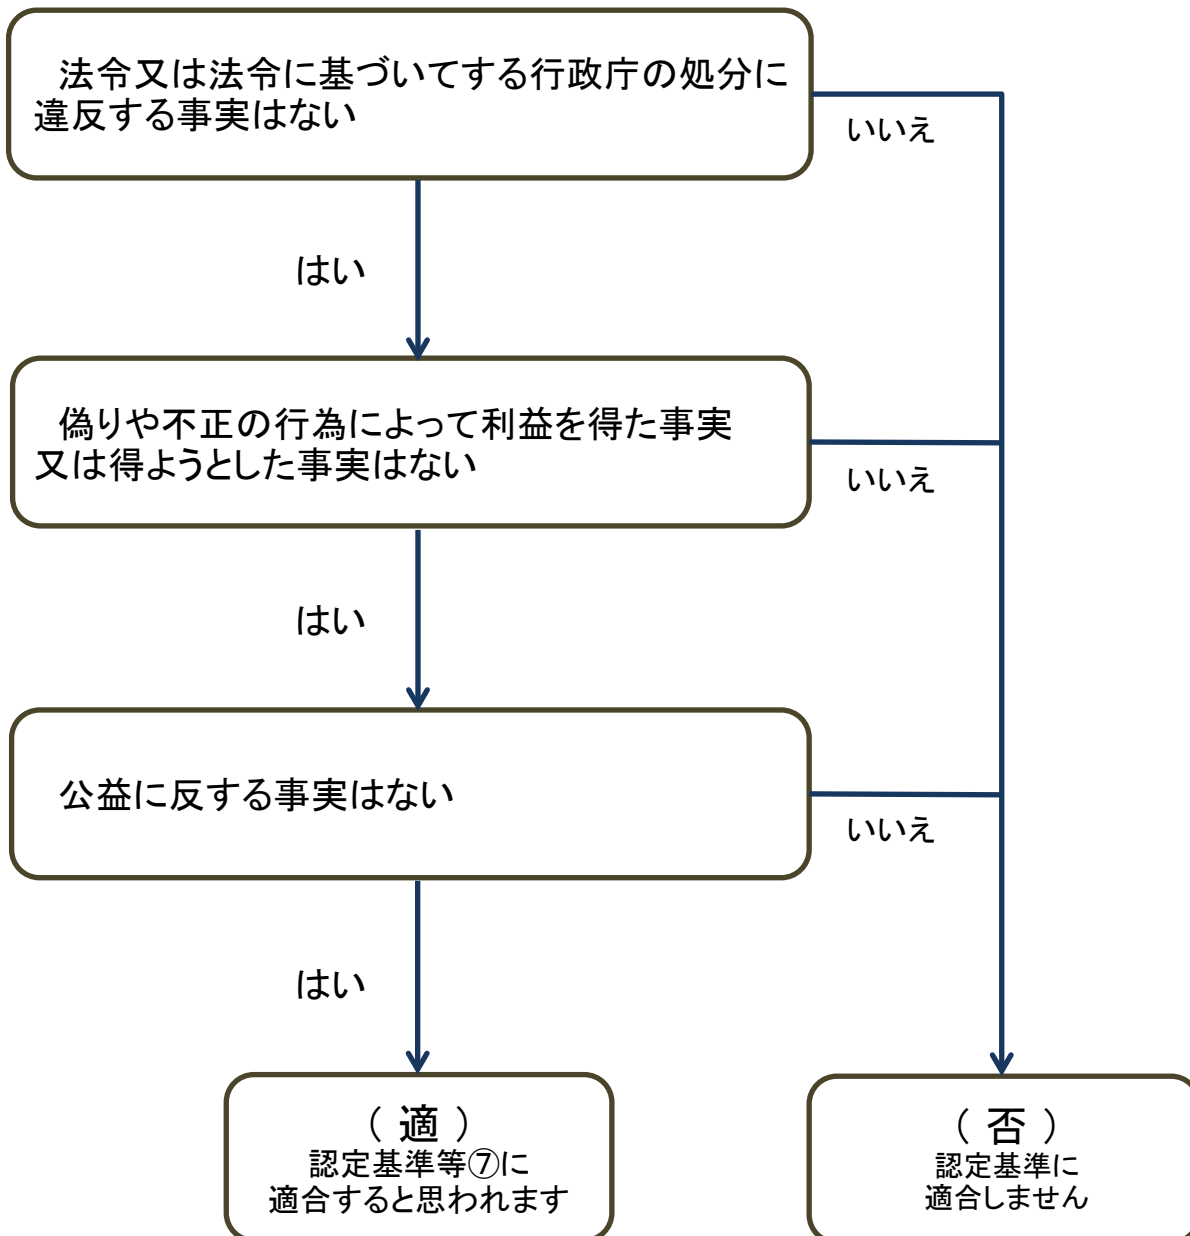 法令又は法令に基づいてする行政庁の処分に
違反する事実はない
いいえ
はい
偽りや不正の行為によって利益を得た事実
又は得ようとした事実はない
いいえ
はい
公益に反する事実はない
いいえ
はい
（ 適 ）
認定基準等⑦に
適合すると思われます
（ 否 ）
認定基準に
適合しません